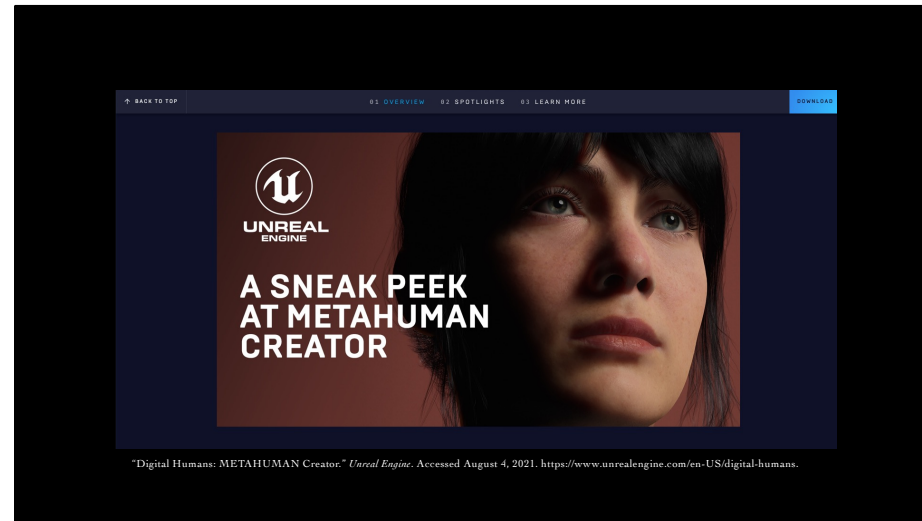 ↑ BACK TO TOP
01 OVERVIEW 02 SPOTLIGHTS 03 LEARN MORE
DOWNLOAD
UNREAL
ENGINE
A SNEAK PEEK
AT METAHUMAN
CREATOR
“Digital Humans: METAHUMAN Creator.” Unreal Engine. Accessed August 4, 2021. https://www.unrealengine.com/en-US/digital-humans.